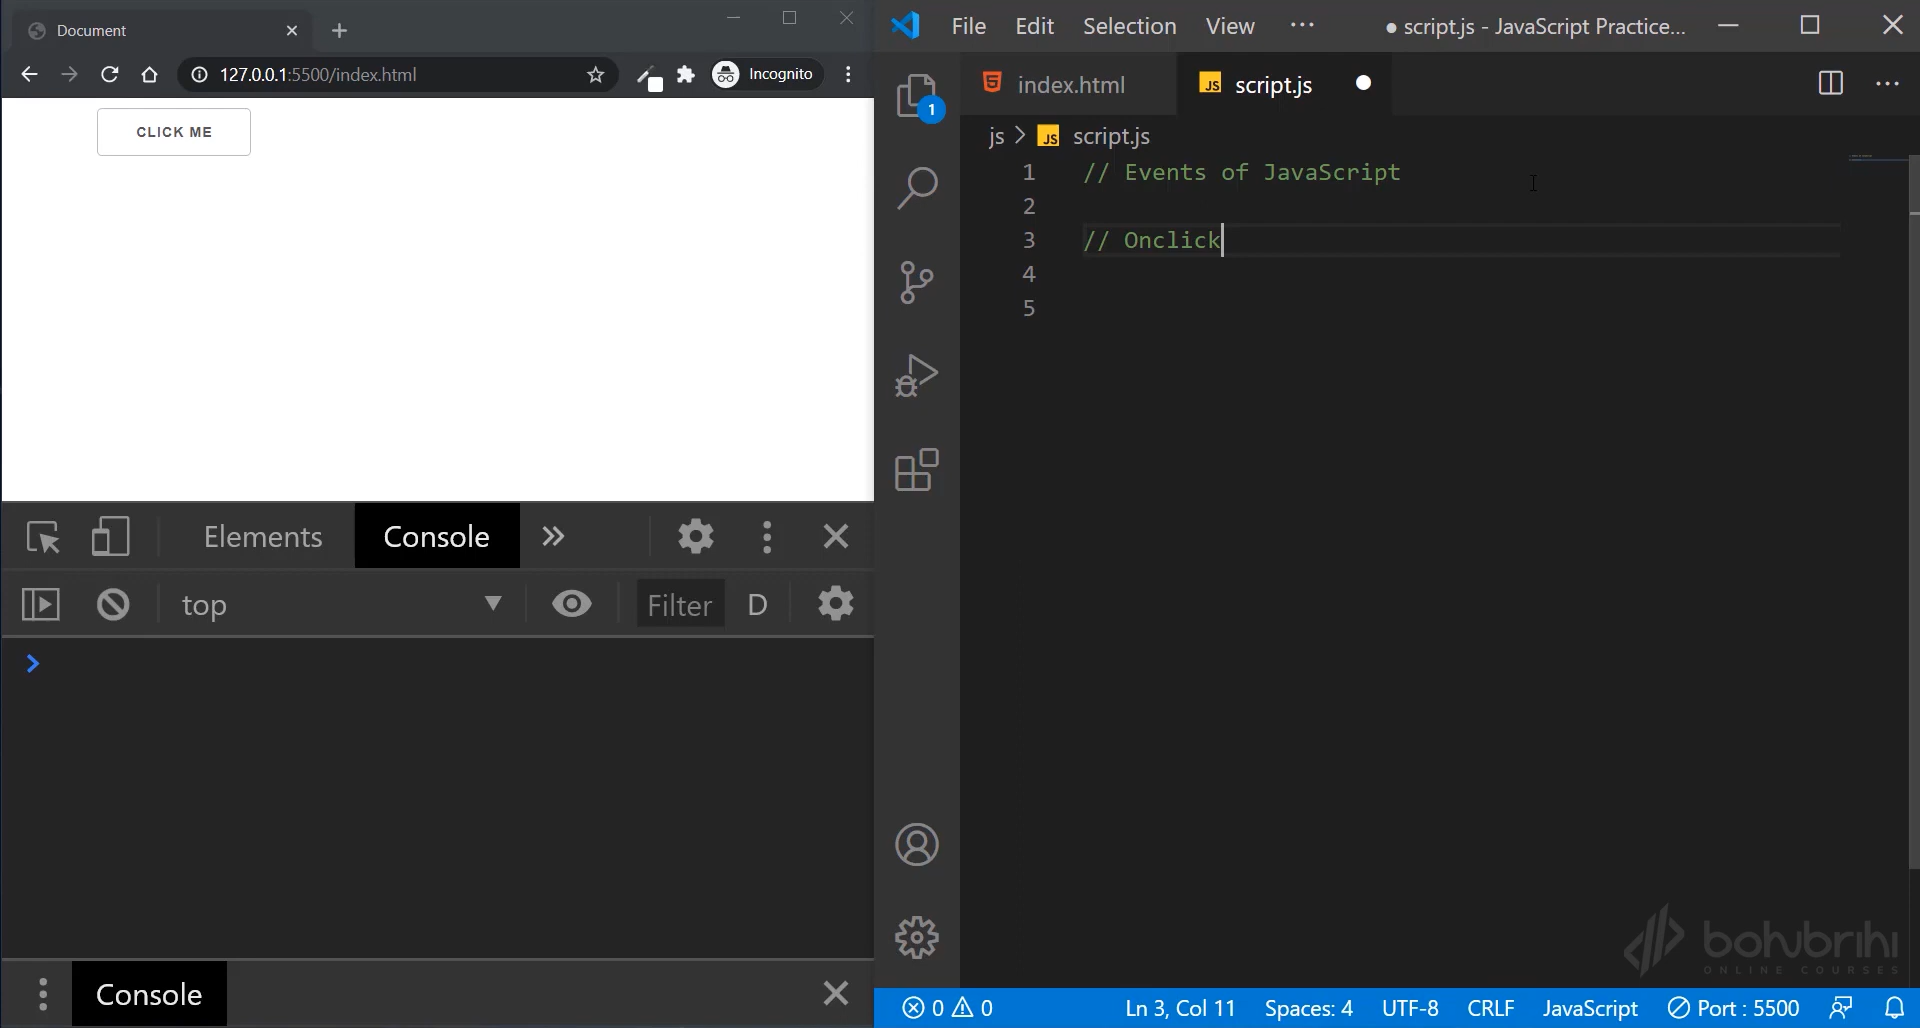 Document
127.0.0.1:5500/index.html
Incognito
CLICK ME
Elements
Console
top
Filter
D
Console
File Edit Selection View ···
● script.js - JavaScript Practice...
1
index.html
JS script.js
js > JS script.js
1 // Events of JavaScript
2
3 // Onclick
4
5
bohubrihi
ONLINE COURSES
0 0
Ln 3, Col 11 Spaces: 4 UTF-8 CRLF JavaScript Port : 5500